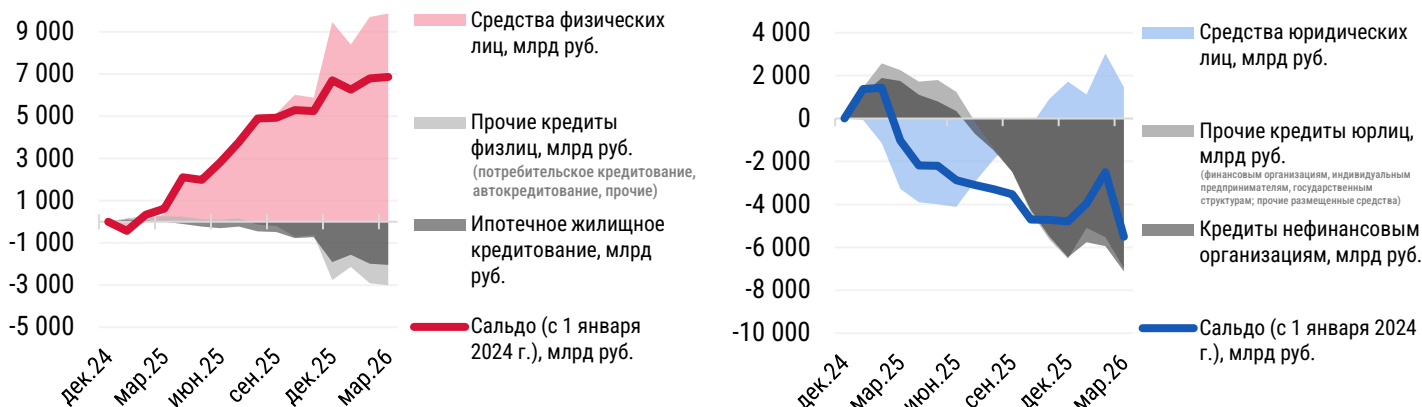 9 000
7 000
5 000
3 000
1 000
-1 000
-3 000
-5 000
дек.24
мар.25
июн.25
сен.25
дек.25
мар.26
Средства физических
лиц, млрд руб.
Прочие кредиты
физлиц, млрд руб.
(потребительское кредитование,
автокредитование, прочие)
Ипотечное жилищное
кредитование, млрд
руб.
Сальдо (с 1 января
2024 г.), млрд руб.
4 000
2 000
0
-2 000
-4 000
-6 000
-8 000
-10 000
дек.24
мар.25
июн.25
сен.25
дек.25
мар.26
Средства юридических
лиц, млрд руб.
Прочие кредиты юрлиц,
млрд руб.
(финансовым организациям, индивидуальным
предпринимателям, государственным
структурам; прочие размещенные средства)
Кредиты нефинансовым
организациям, млрд руб.
Сальдо (с 1 января 2024
г.), млрд руб.